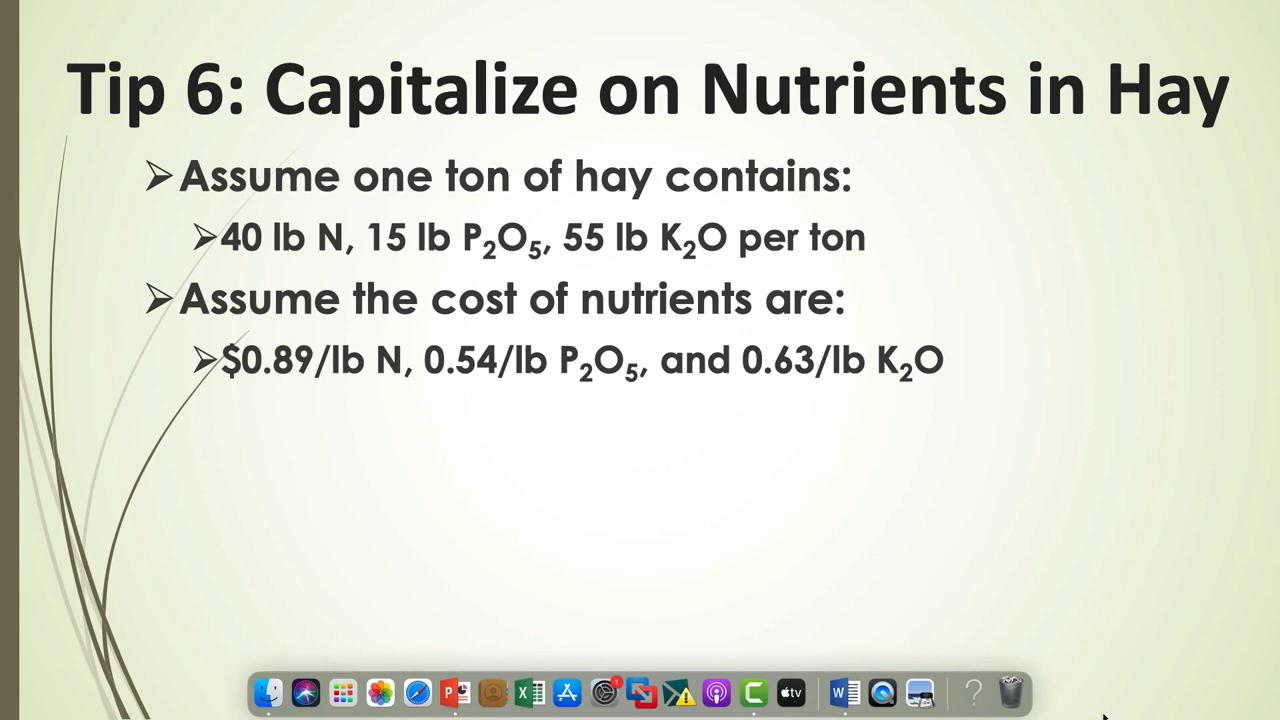 Tip 6: Capitalize on Nutrients in Hay
➢Assume one ton of hay contains:
➢40 lb N, 15 lb P₂O₅, 55 lb K₂O per ton
➢Assume the cost of nutrients are:
➢$0.89/lb N, 0.54/lb P₂O₅, and 0.63/lb K₂O
P X 1 C tv W ?